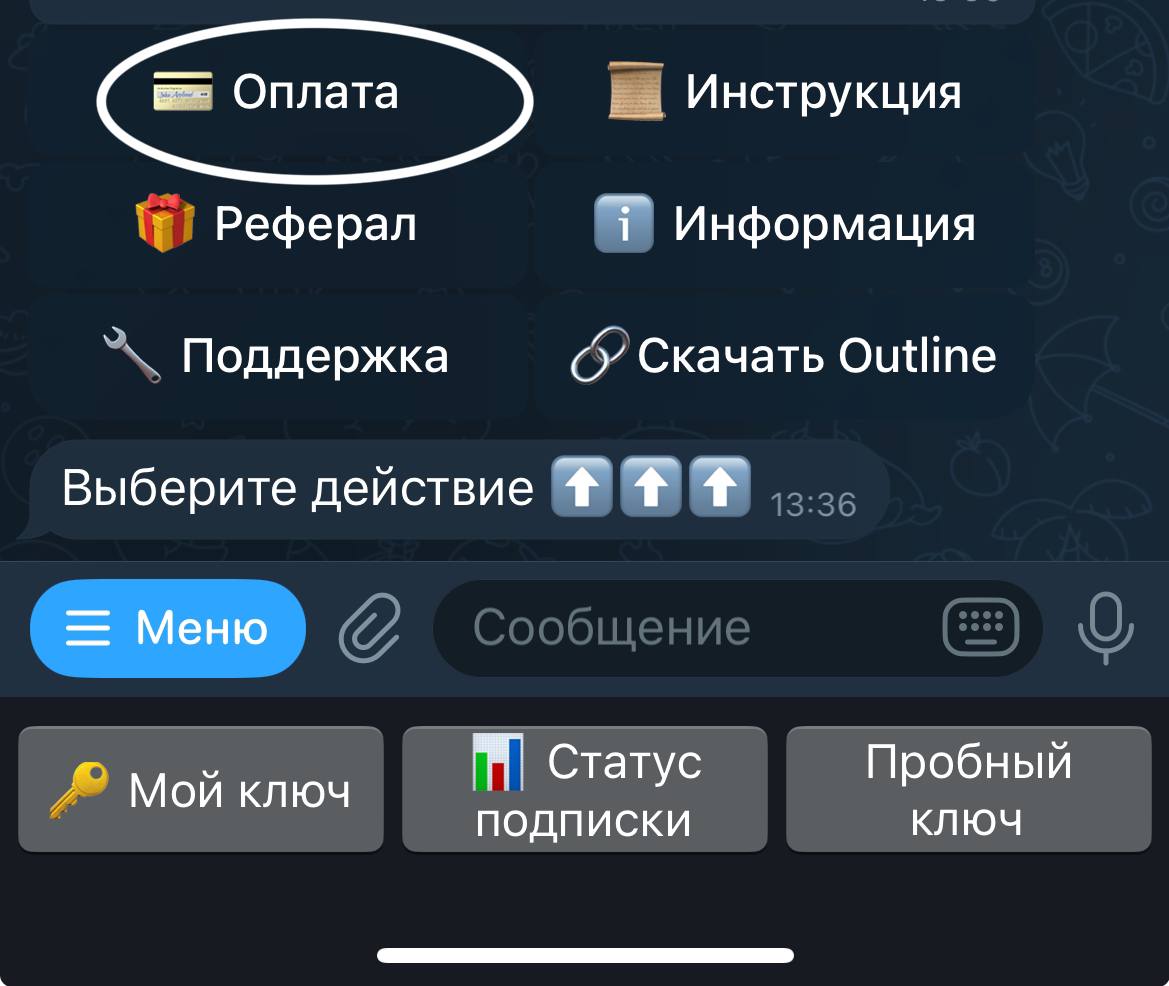 Оплата
Инструкция
Реферал
Информация
Поддержка
Скачать Outline
Выберите действие
13:36
Меню
Сообщение
Мой ключ
Статус
подписки
Пробный
ключ